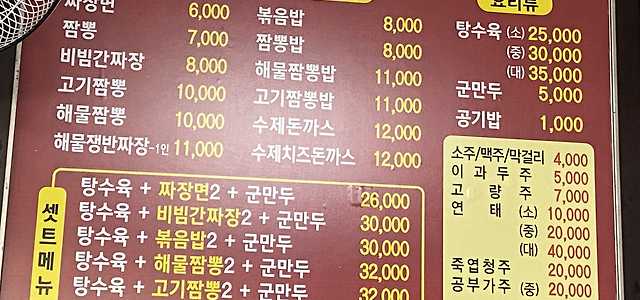 짜장면 6,000
짬뽕 7,000
비빔간짜장 8,000
고기짬뽕 10,000
해물짬뽕 10,000
해물쟁반짜장-1인 11,000
볶음밥 8,000
짬뽕밥 8,000
해물짬뽕밥 11,000
고기짬뽕밥 11,000
수제돈까스 12,000
수제치즈돈까스 12,000
요리류
탕수육 (소) 25,000
(중) 30,000
(대) 35,000
군만두 5,000
공기밥 1,000
소주/맥주/막걸리 4,000
이과두주 5,000
고량주 7,000
연태 (소) 10,000
(중) 20,000
(대) 40,000
죽엽청주 20,000
공부가주 (중) 20,000
셋트메뉴
탕수육 + 짜장면2 + 군만두 26,000
탕수육 + 비빔간짜장2 + 군만두 30,000
탕수육 + 볶음밥2 + 군만두 30,000
탕수육 + 해물짬뽕2 + 군만두 32,000
탕수육 + 고기짬뽕2 + 군만두 32,000